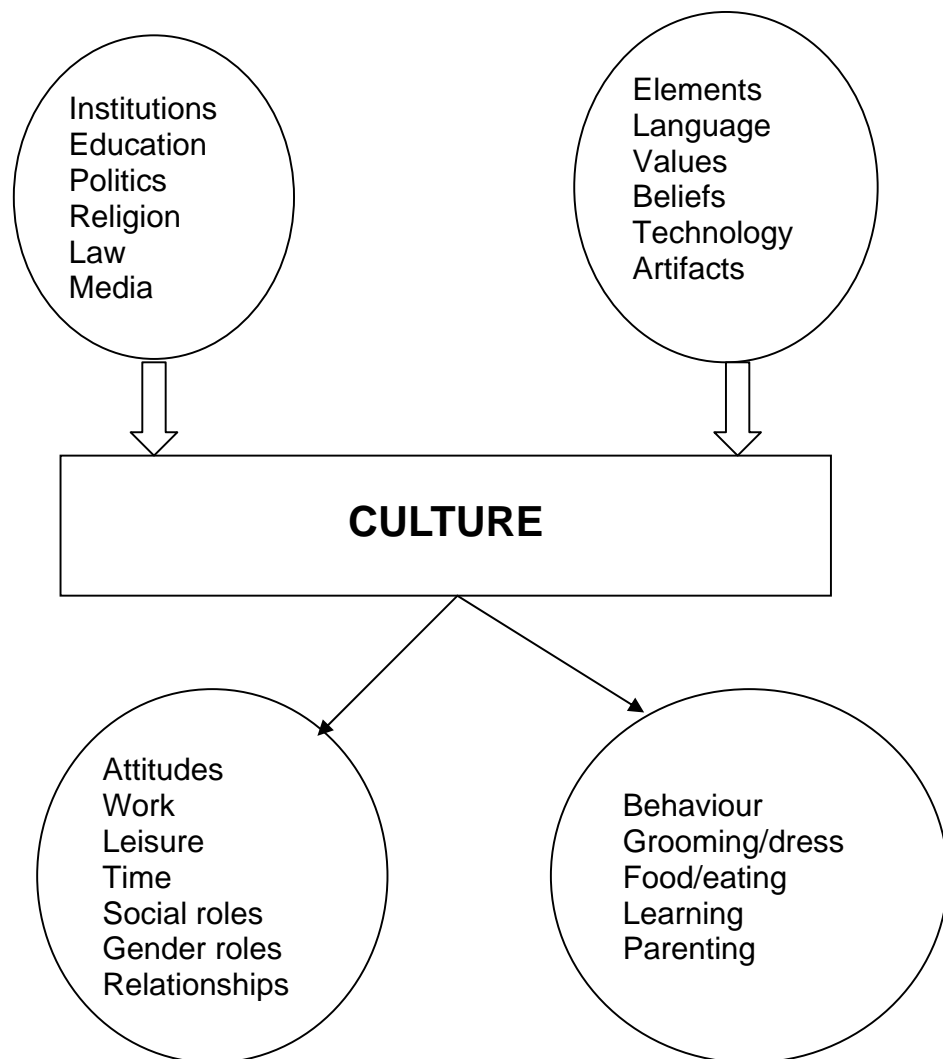 Institutions
Education
Politics
Religion
Law
Media
Elements
Language
Values
Beliefs
Technology
Artifacts
CULTURE
Attitudes
Work
Leisure
Time
Social roles
Gender roles
Relationships
Behaviour
Grooming/dress
Food/eating
Learning
Parenting